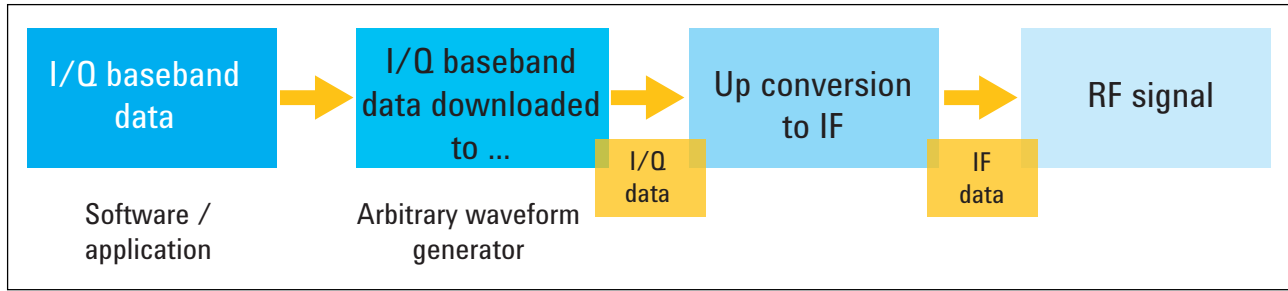 I/Q baseband
data
I/Q baseband
data downloaded
to ...
Up conversion
to IF
RF signal
I/Q
data
IF
data
Software /
application
Arbitrary waveform
generator